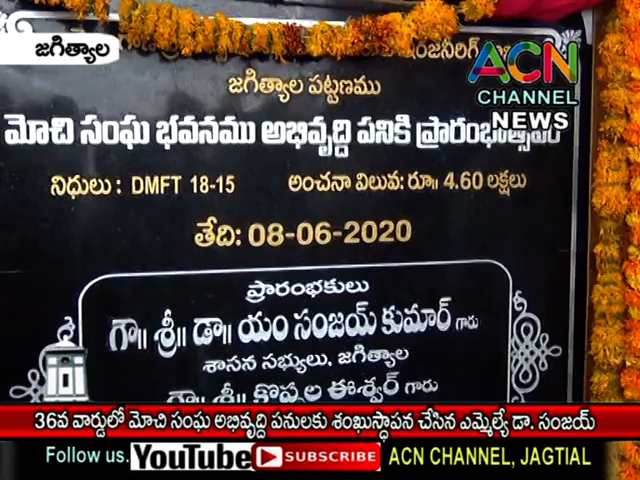 జగిత్యాల
ACN
CHANNEL
NEWS
జగిత్యాల పట్టణము
మోచి సంఘ భవనము అభివృద్ది పనికి ప్రారంభోత్సవం
నిధులు : DMFT 18-15 అంచనా విలువ: రూ॥ 4.60 లక్షలు
తేది: 08-06-2020
ప్రారంభకులు
గౌ॥ శ్రీ॥ డా॥ యం సంజయ్ కుమార్ గారు
శాసన సభ్యులు, జగిత్యాల
గౌ॥ శ్రీ॥ కొప్పుల ఈశ్వర్ గారు
36వ వార్డులో మోచి సంఘ అభివృద్ది పనులకు శంఖుస్థాపన చేసిన ఎమ్మెల్యే డా. సంజయ్
Follow us. YouTube SUBSCRIBE ACN CHANNEL, JAGTIAL